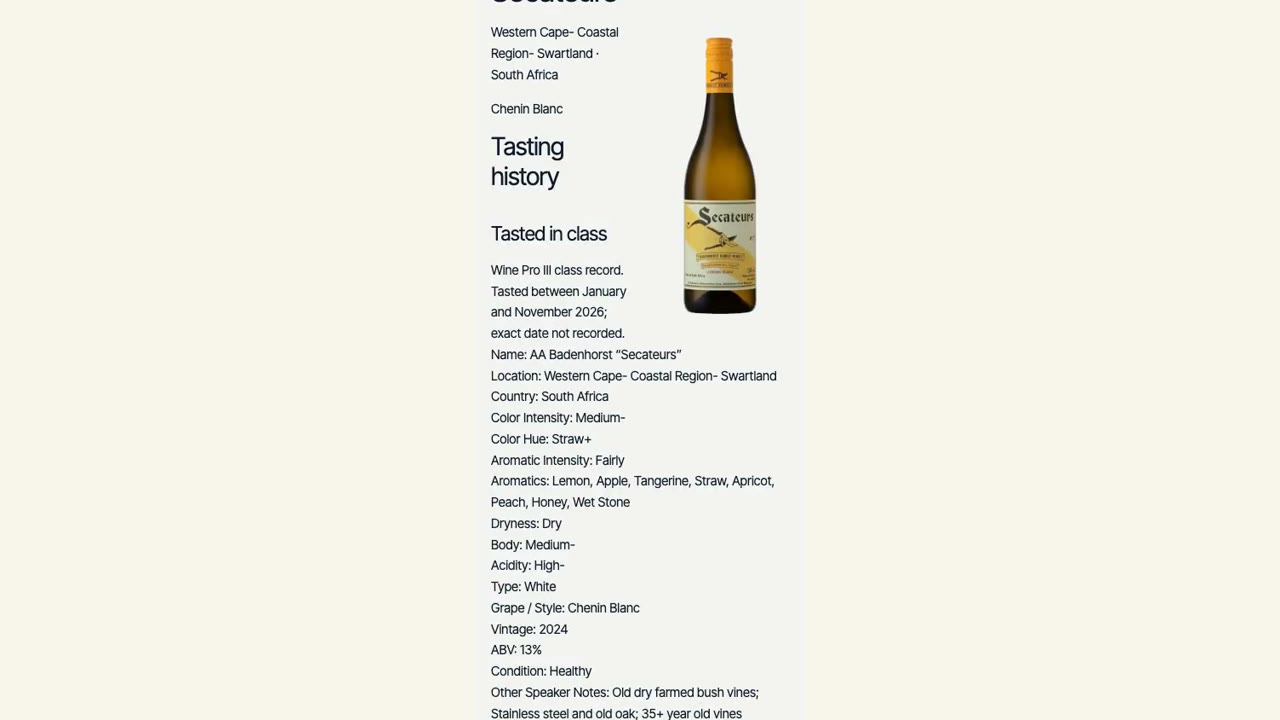 Secateurs
Western Cape- Coastal
Region- Swartland ·
South Africa
Chenin Blanc
Tasting
history
Tasted in class
Wine Pro III class record.
Tasted between January
and November 2026;
exact date not recorded.
Name: AA Badenhorst “Secateurs”
Location: Western Cape- Coastal Region- Swartland
Country: South Africa
Color Intensity: Medium-
Color Hue: Straw+
Aromatic Intensity: Fairly
Aromatics: Lemon, Apple, Tangerine, Straw, Apricot,
Peach, Honey, Wet Stone
Dryness: Dry
Body: Medium-
Acidity: High-
Type: White
Grape / Style: Chenin Blanc
Vintage: 2024
ABV: 13%
Condition: Healthy
Other Speaker Notes: Old dry farmed bush vines;
Stainless steel and old oak; 35+ year old vines
Secateurs